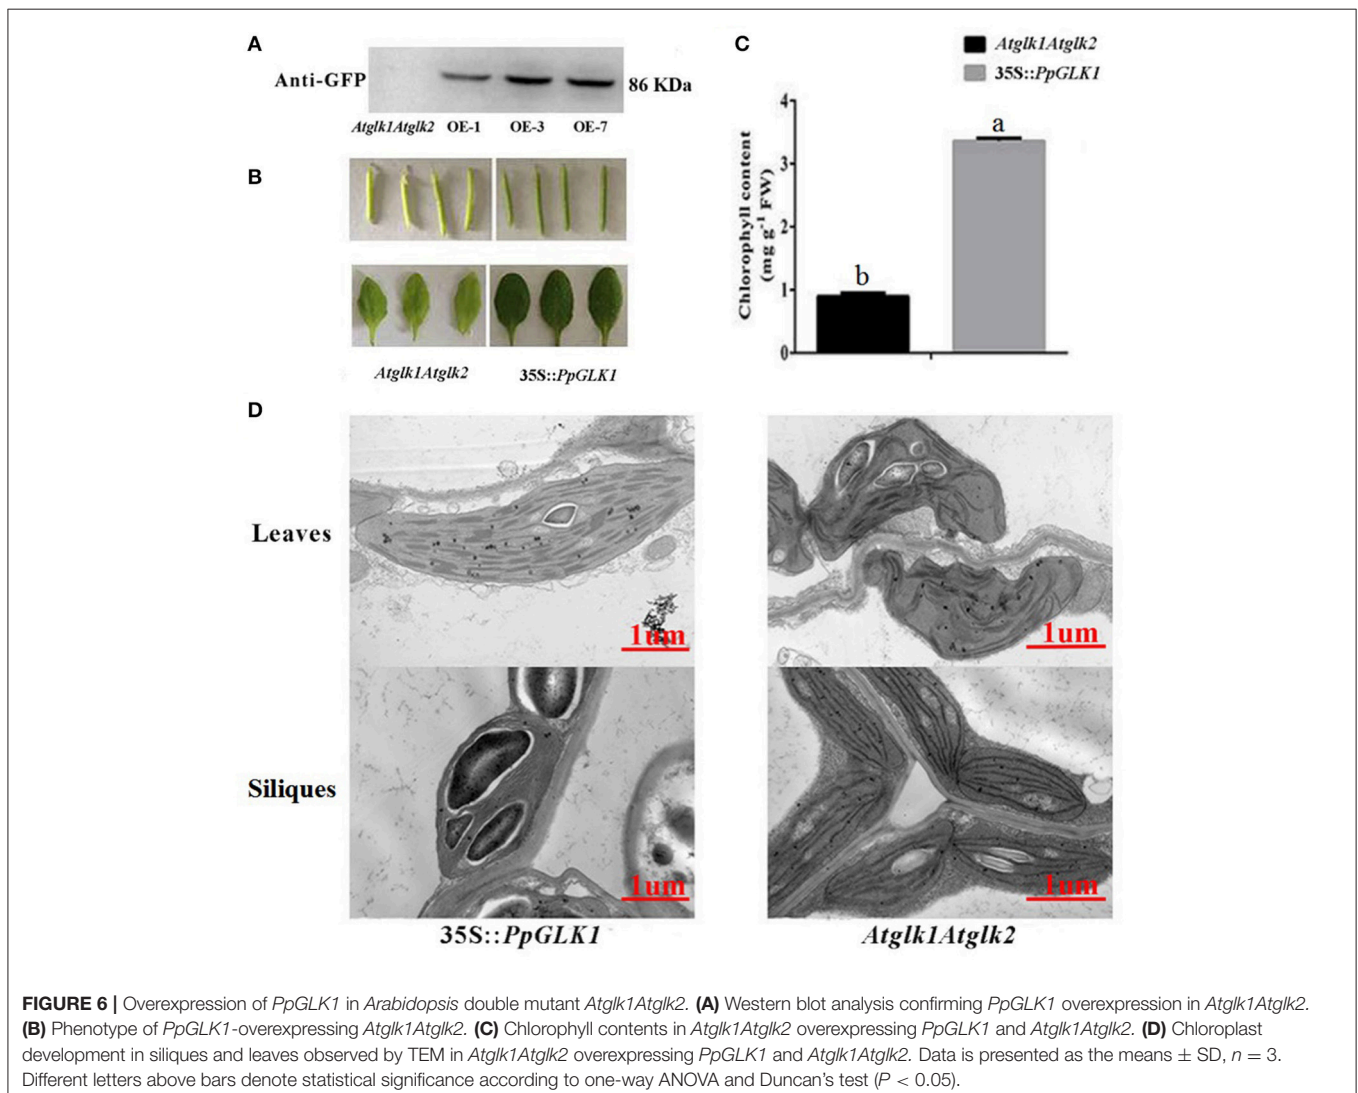 A
Anti-GFP
86 KDa
Atglk1Atglk2 OE-1 OE-3 OE-7
B
Atglk1Atglk2 35S::PpGLK1
C
Atglk1Atglk2
35S::PpGLK1
Chlorophyll content
(mg g-1 FW)
4
3
2
1
0
b
a
D
Leaves
1um
1um
Siliques
1um
1um
35S::PpGLK1
Atglk1Atglk2
FIGURE 6 | Overexpression of PpGLK1 in Arabidopsis double mutant Atglk1Atglk2. (A) Western blot analysis confirming PpGLK1 overexpression in Atglk1Atglk2.
(B) Phenotype of PpGLK1-overexpressing Atglk1Atglk2. (C) Chlorophyll contents in Atglk1Atglk2 overexpressing PpGLK1 and Atglk1Atglk2. (D) Chloroplast
development in siliques and leaves observed by TEM in Atglk1Atglk2 overexpressing PpGLK1 and Atglk1Atglk2. Data is presented as the means ± SD, n = 3.
Different letters above bars denote statistical significance according to one-way ANOVA and Duncan's test (P < 0.05).